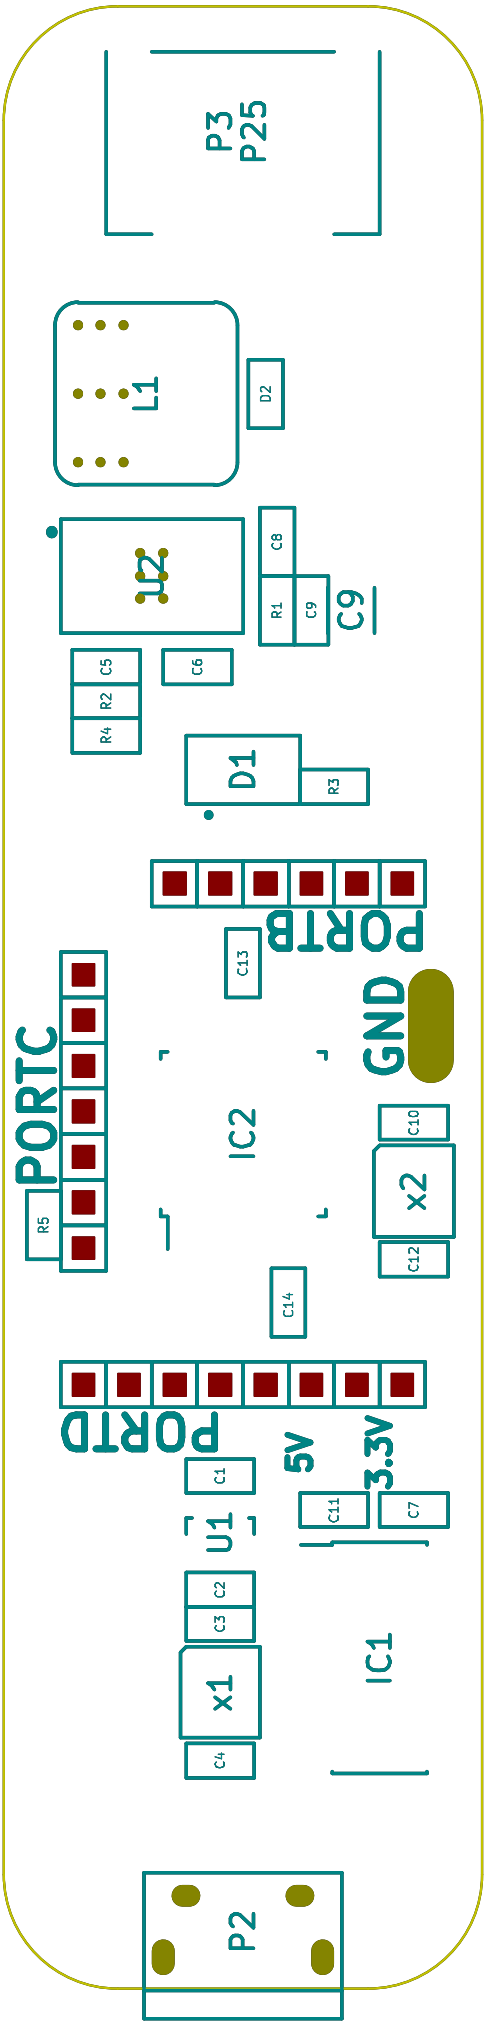 P3
P25
L1
D2
U2
C8
R1
C9
C9
C5
C6
R2
R4
D1
R3
PORTB
C13
GND
PORTC
IC2
C10
x2
R5
C12
C14
PORTD
5V
3.3V
C1
C11
C7
U1
C2
C3
IC1
x1
C4
P2